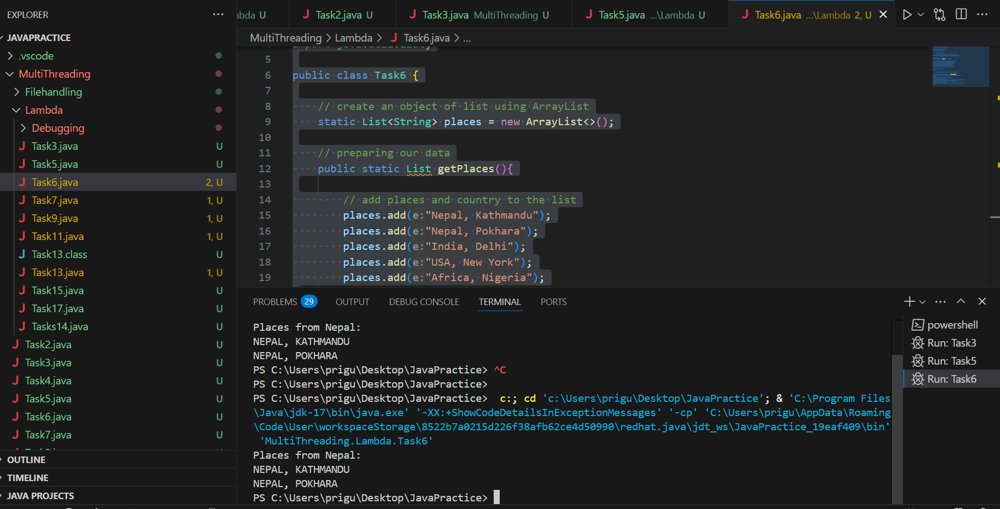 EXPLORER
JAVAPRACTICE
.vscode
MultiThreading
Filehandling
Lambda
Debugging
Task3.java U
Task5.java U
Task6.java 2, U
Task7.java 1, U
Task9.java 1, U
Task11.java 1, U
Task13.class U
Task13.java 1, U
Task15.java U
Task17.java U
Tasks14.java U
Task2.java U
Task3.java U
Task4.java U
Task5.java U
Task6.java U
Task7.java U
OUTLINE
TIMELINE
JAVA PROJECTS
mbda U Task2.java U Task3.java MultiThreading U Task5.java ...\Lambda U Task6.java ...\Lambda 2, U
MultiThreading > Lambda > Task6.java > ...
import java.util.List;
5
6 public class Task6 {
7
8 // create an object of list using ArrayList
9 static List<String> places = new ArrayList<>();
10
11 // preparing our data
12 public static List getPlaces(){
13
14 // add places and country to the list
15 places.add(e:"Nepal, Kathmandu");
16 places.add(e:"Nepal, Pokhara");
17 places.add(e:"India, Delhi");
18 places.add(e:"USA, New York");
19 places.add(e:"Africa, Nigeria");
PROBLEMS 29 OUTPUT DEBUG CONSOLE TERMINAL PORTS
Places from Nepal:
NEPAL, KATHMANDU
NEPAL, POKHARA
PS C:\Users\prigu\Desktop\JavaPractice> ^C
PS C:\Users\prigu\Desktop\JavaPractice>
PS C:\Users\prigu\Desktop\JavaPractice> c:; cd 'c:\Users\prigu\Desktop\JavaPractice'; & 'C:\Program Files
\Java\jdk-17\bin\java.exe' '-XX:+ShowCodeDetailsInExceptionMessages' '-cp' 'C:\Users\prigu\AppData\Roaming
\Code\User\workspaceStorage\8522b7a0215d226f38afb62ce4d50990\redhat.java\jdt_ws\JavaPractice_19eaf409\bin'
'MultiThreading.Lambda.Task6'
Places from Nepal:
NEPAL, KATHMANDU
NEPAL, POKHARA
PS C:\Users\prigu\Desktop\JavaPractice>
powershell
Run: Task3
Run: Task5
Run: Task6